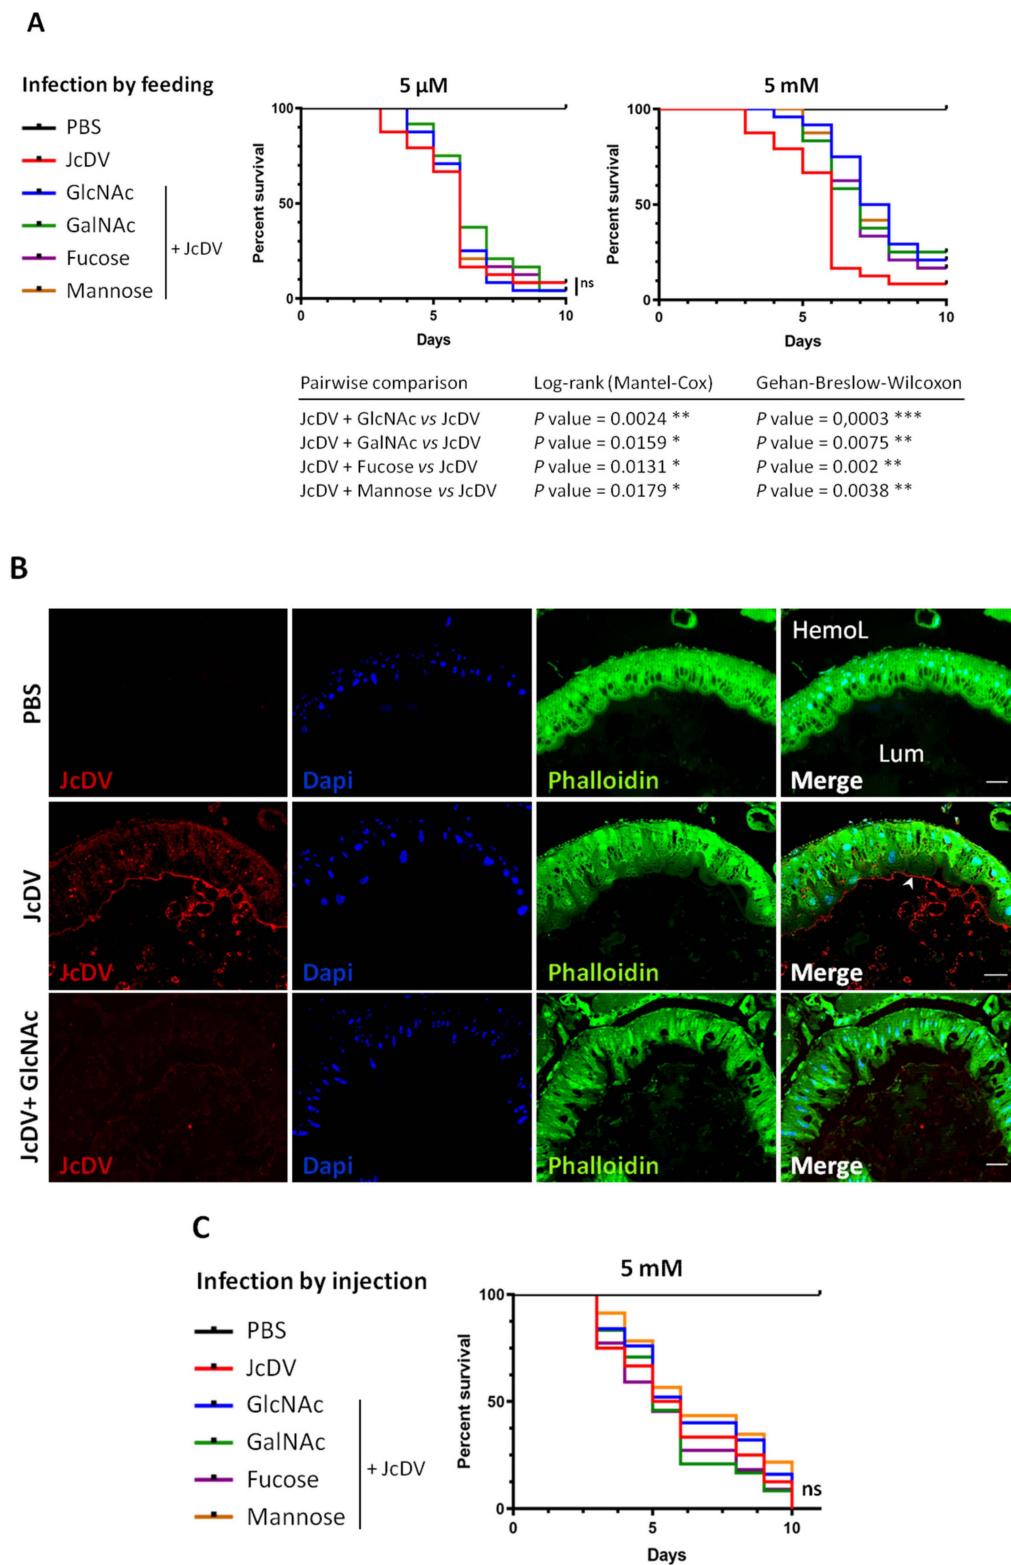 A
Infection by feeding
PBS
JcDV
GlcNAc
GalNAc
Fucose
Mannose
+ JcDV
5 µM
Percent survival
100
50
0
5
10
ns
Days
5 mM
Percent survival
100
50
0
5
10
Days
Pairwise comparison Log-rank (Mantel-Cox) Gehan-Breslow-Wilcoxon
JcDV + GlcNAc vs JcDV P value = 0.0024 ** P value = 0,0003 ***
JcDV + GalNAc vs JcDV P value = 0.0159 * P value = 0.0075 **
JcDV + Fucose vs JcDV P value = 0.0131 * P value = 0.002 **
JcDV + Mannose vs JcDV P value = 0.0179 * P value = 0.0038 **
B
PBS
JcDV
Dapi
Phalloidin
HemoL
Lum
Merge
JcDV
JcDV
Dapi
Phalloidin
Merge
JcDV+ GlcNAc
JcDV
Dapi
Phalloidin
Merge
C
Infection by injection
PBS
JcDV
GlcNAc
GalNAc
Fucose
Mannose
+ JcDV
5 mM
Percent survival
100
50
0
0
5
10
ns
Days